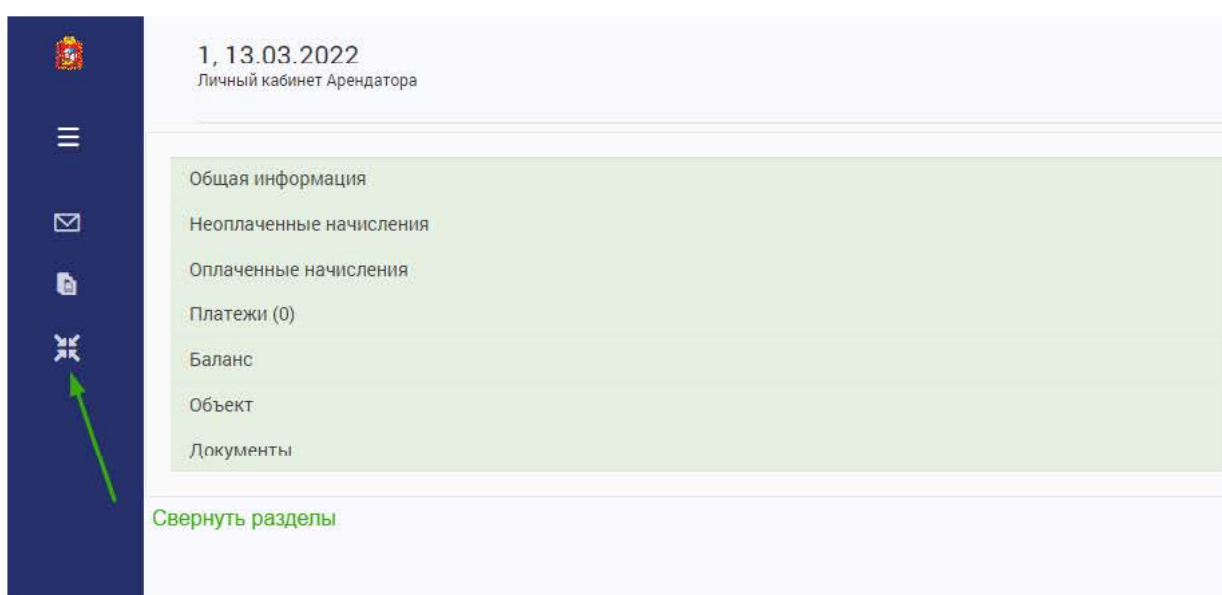 1, 13.03.2022
Личный кабинет Арендатора
Общая информация
Неоплаченные начисления
Оплаченные начисления
Платежи (0)
Баланс
Объект
Документы
Свернуть разделы